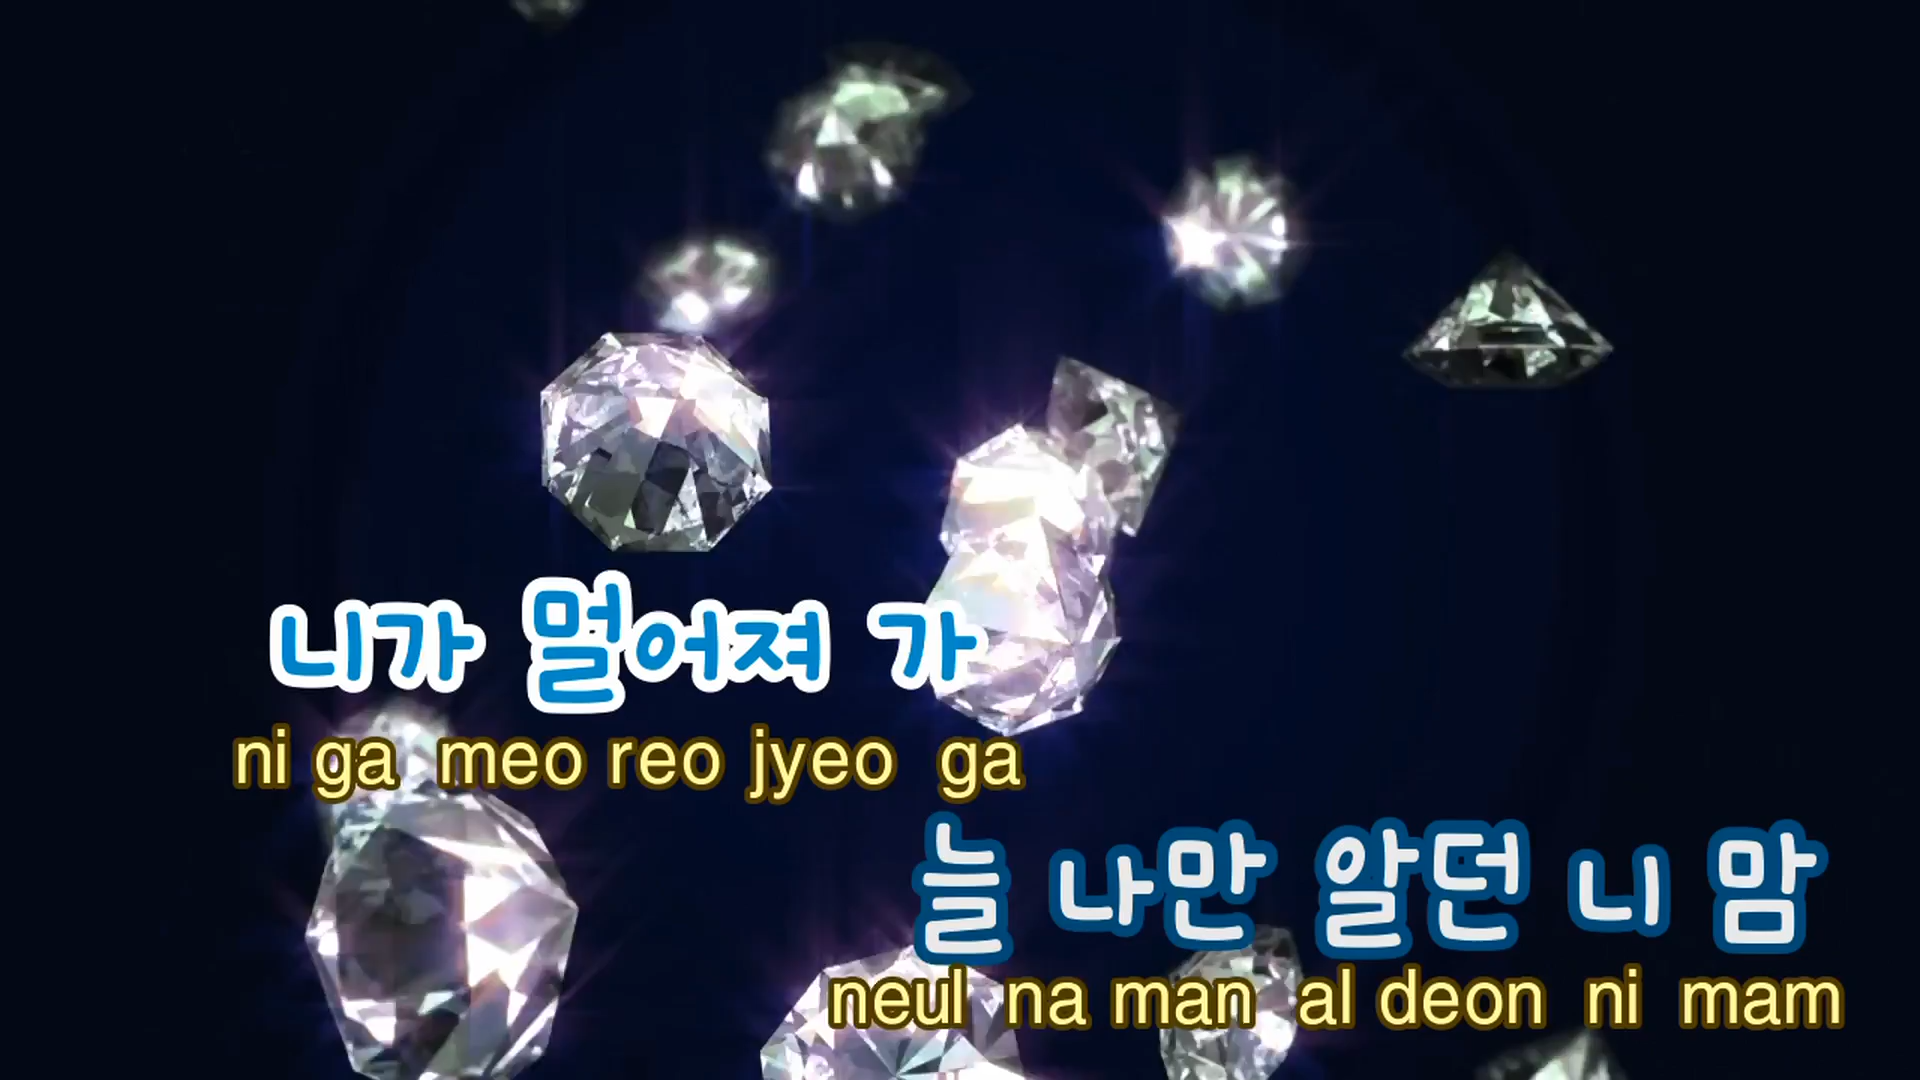 니가 멀어져 가
ni ga meo reo jyeo ga
늘 나만 알던 니 맘
neul na man al deon ni mam